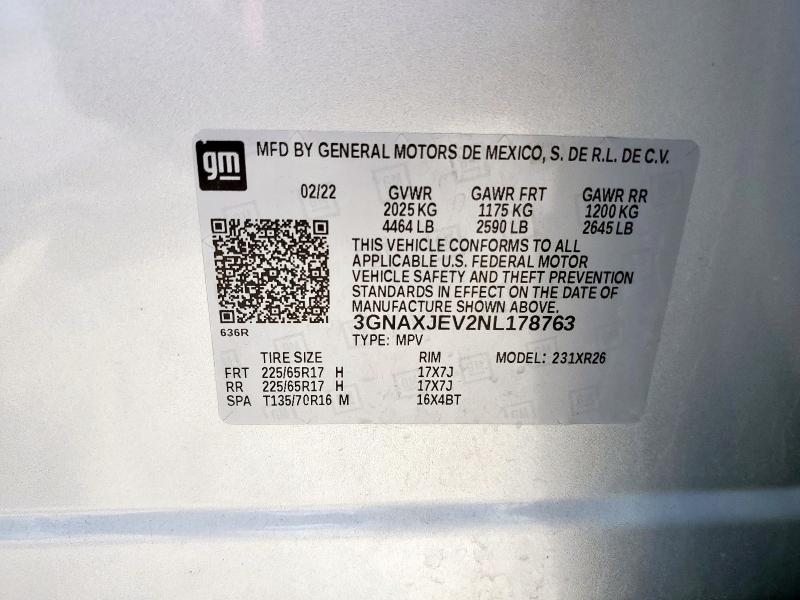 gm MFD BY GENERAL MOTORS DE MEXICO, S. DE R.L. DE C.V.
02/22 GVWR GAWR FRT GAWR RR
2025 KG 1175 KG 1200 KG
4464 LB 2590 LB 2645 LB
THIS VEHICLE CONFORMS TO ALL
APPLICABLE U.S. FEDERAL MOTOR
VEHICLE SAFETY AND THEFT PREVENTION
STANDARDS IN EFFECT ON THE DATE OF
MANUFACTURE SHOWN ABOVE.
636R
3GNAXJEV2NL178763
TYPE: MPV
TIRE SIZE RIM MODEL: 231XR26
FRT 225/65R17 H 17X7J
RR 225/65R17 H 17X7J
SPA T135/70R16 M 16X4BT